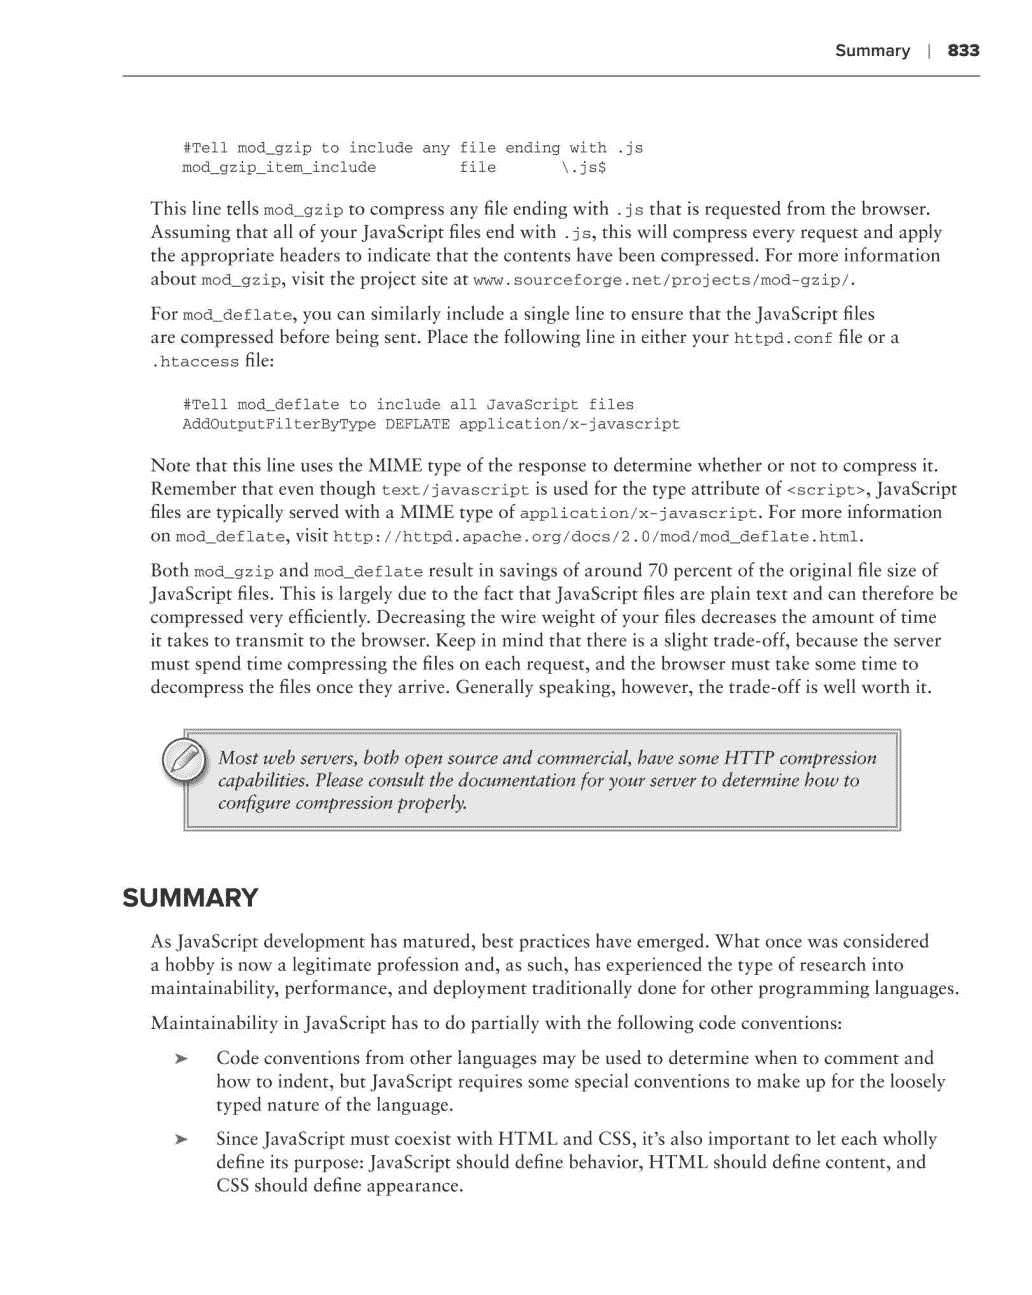 Summary | 833
#Tell mod_gzip to include any file ending with .js
mod_gzip_item_include         file       \.js$
This line tells mod_gzip to compress any file ending with .js that is requested from the browser.
Assuming that all of your JavaScript files end with .js, this will compress every request and apply
the appropriate headers to indicate that the contents have been compressed. For more information
about mod_gzip, visit the project site at www.sourceforge.net/projects/mod-gzip/.
For mod_deflate, you can similarly include a single line to ensure that the JavaScript files
are compressed before being sent. Place the following line in either your httpd.conf file or a
.htaccess file:
#Tell mod_deflate to include all JavaScript files
AddOutputFilterByType DEFLATE application/x-javascript
Note that this line uses the MIME type of the response to determine whether or not to compress it.
Remember that even though text/javascript is used for the type attribute of <script>, JavaScript
files are typically served with a MIME type of application/x-javascript. For more information
on mod_deflate, visit http://httpd.apache.org/docs/2.0/mod/mod_deflate.html.
Both mod_gzip and mod_deflate result in savings of around 70 percent of the original file size of
JavaScript files. This is largely due to the fact that JavaScript files are plain text and can therefore be
compressed very efficiently. Decreasing the wire weight of your files decreases the amount of time
it takes to transmit to the browser. Keep in mind that there is a slight trade-off, because the server
must spend time compressing the files on each request, and the browser must take some time to
decompress the files once they arrive. Generally speaking, however, the trade-off is well worth it.
Most web servers, both open source and commercial, have some HTTP compression
capabilities. Please consult the documentation for your server to determine how to
configure compression properly.
SUMMARY
As JavaScript development has matured, best practices have emerged. What once was considered
a hobby is now a legitimate profession and, as such, has experienced the type of research into
maintainability, performance, and deployment traditionally done for other programming languages.
Maintainability in JavaScript has to do partially with the following code conventions:
➤ Code conventions from other languages may be used to determine when to comment and
how to indent, but JavaScript requires some special conventions to make up for the loosely
typed nature of the language.
➤ Since JavaScript must coexist with HTML and CSS, it's also important to let each wholly
define its purpose: JavaScript should define behavior, HTML should define content, and
CSS should define appearance.